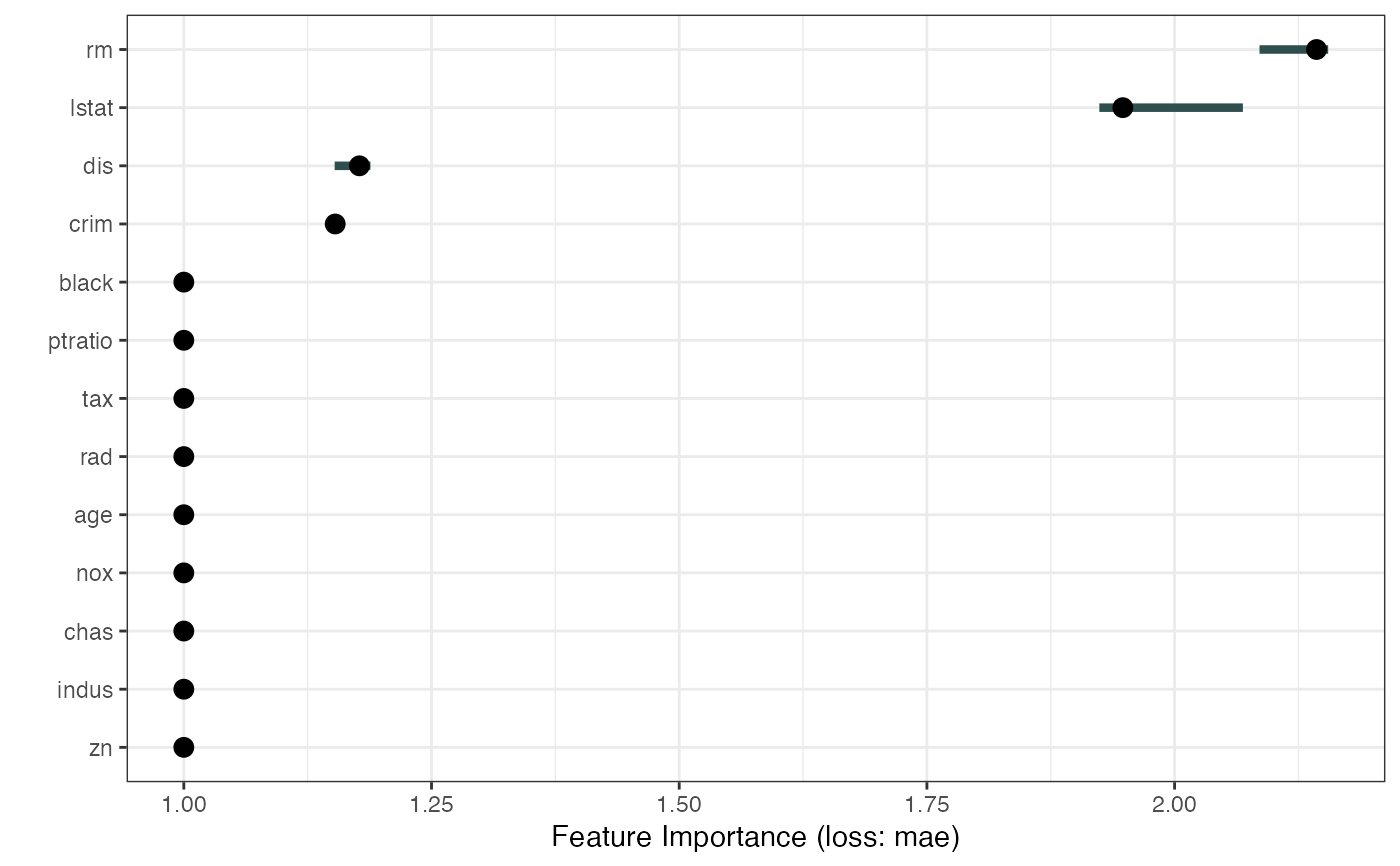 rm
lstat
dis
crim
black
ptratio
tax
rad
age
nox
chas
indus
zn
1.00 1.25 1.50 1.75 2.00
Feature Importance (loss: mae)